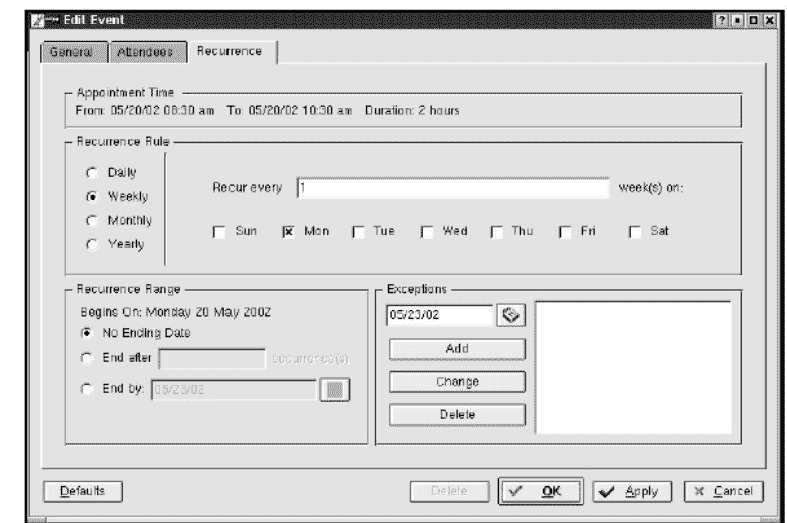 Edit Event
General Attendees Recurrence
Appointment Time
From: 05/20/02 08:30 am To: 05/20/02 10:30 am Duration: 2 hours
Recurrence Rule
Daily
Weekly
Monthly
Yearly
Recur every 1 week(s) on:
Sun Mon Tue Wed Thu Fri Sat
Recurrence Range
Begins On: Monday 20 May 2002
No Ending Date
End after occurrence(s)
End by: 05/23/02
Exceptions
05/23/02
Add
Change
Delete
Defaults Delete OK Apply Cancel